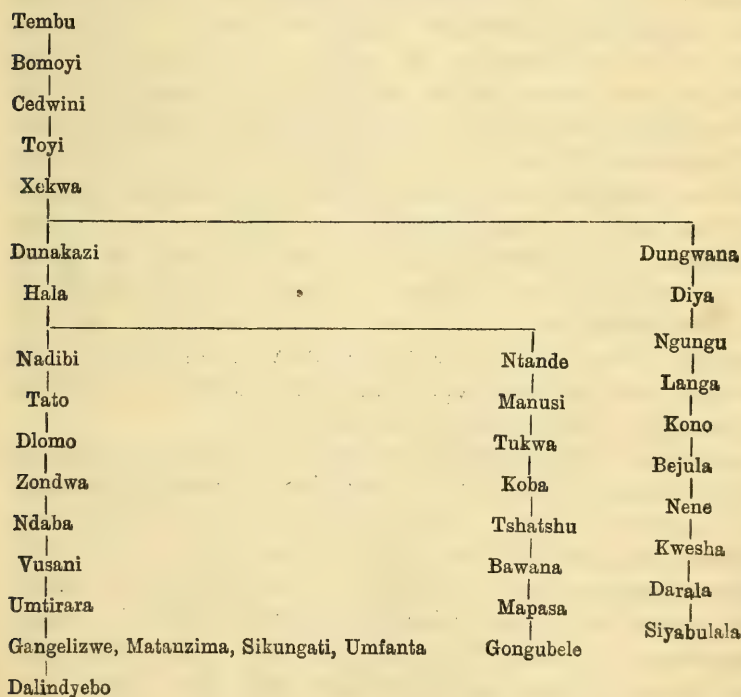 Tembu
Bomoyi
Cedwini
Toyi
Xekwa
Dunakazi Dungwana
Hala Diya
Ngungu
Nadibi Ntande
Langa
Tato Manusi
Kono
Dlomo Tukwa
Bejula
Zondwa Koba
Nene
Ndaba Tshatshu
Kwesha
Vusani Bawana
Darala
Umtirara Mapasa
Siyabulala
Gangelizwe, Matanzima, Sikungati, Umfanta Gongubele
Dalindyebo